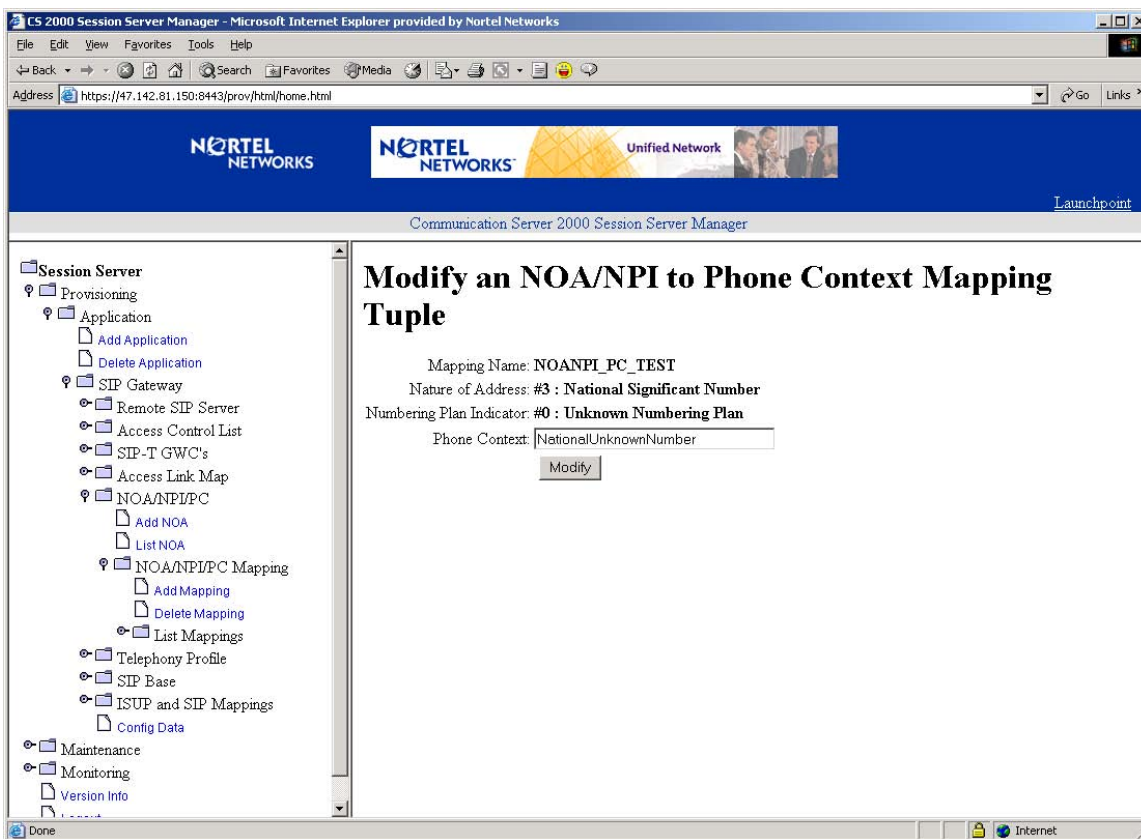 CS 2000 Session Server Manager - Microsoft Internet Explorer provided by Nortel Networks
File Edit View Favorites Tools Help
Back Search Favorites Media
Address https://47.142.81.150:8443/prov/html/home.html Go Links
NORTEL NETWORKS
NORTEL NETWORKS™ Unified Network
Launchpoint
Communication Server 2000 Session Server Manager
Session Server
Provisioning
Application
Add Application
Delete Application
SIP Gateway
Remote SIP Server
Access Control List
SIP-T GWC's
Access Link Map
NOA/NPI/PC
Add NOA
List NOA
NOA/NPI/PC Mapping
Add Mapping
Delete Mapping
List Mappings
Telephony Profile
SIP Base
ISUP and SIP Mappings
Config Data
Maintenance
Monitoring
Version Info
Modify an NOA/NPI to Phone Context Mapping
Tuple
Mapping Name: NOANPI_PC_TEST
Nature of Address: #3 : National Significant Number
Numbering Plan Indicator: #0 : Unknown Numbering Plan
Phone Context: NationalUnknownNumber
Modify
Done Internet